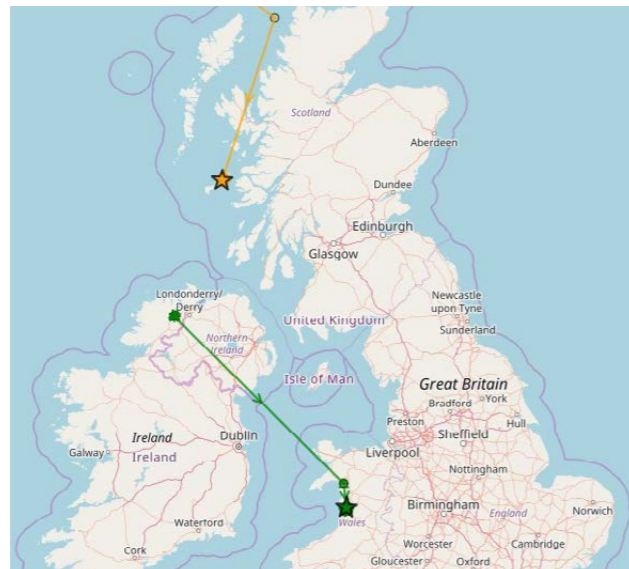 Scotland
Aberdeen
Dundee
Edinburgh
Glasgow
Londonderry/
Derry
Northern
Ireland
United Kingdom
Newcastle
upon Tyne
Sunderland
Isle of Man
Great Britain
Bradford
York
Preston
Hull
Liverpool
Sheffield
Ireland
Ireland
Galway
Dublin
Nottingham
Norwich
Birmingham
England
Wales
Waterford
Cork
Worcester
Cambridge
Gloucester
Oxford